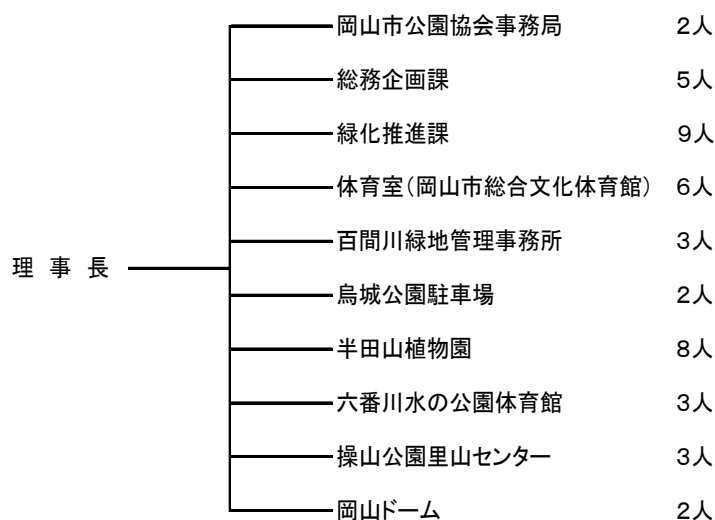 岡山市公園協会事務局 2人
総務企画課 5人
緑化推進課 9人
体育室(岡山市総合文化体育館) 6人
百間川緑地管理事務所 3人
理事長
烏城公園駐車場 2人
半田山植物園 8人
六番川水の公園体育館 3人
操山公園里山センター 3人
岡山ドーム 2人